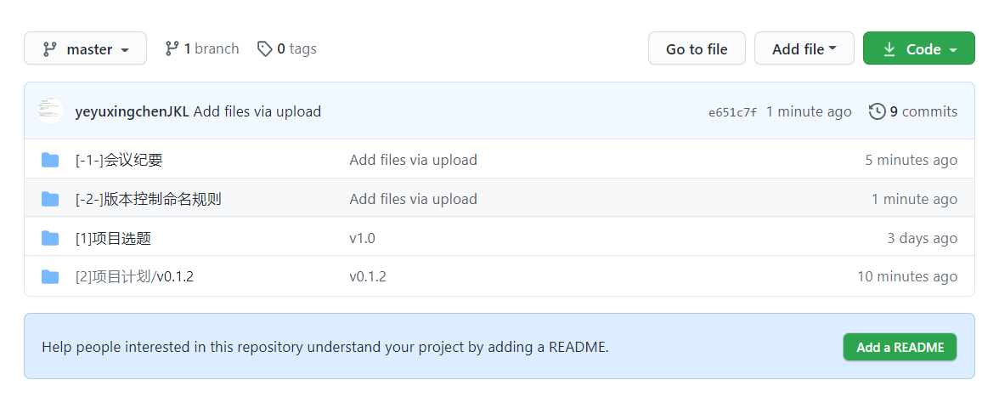 master 1 branch 0 tags Go to file Add file Code
yeyuxingchenJKL Add files via upload e651c7f 1 minute ago 9 commits
[-1-]会议纪要 Add files via upload 5 minutes ago
[-2-]版本控制命名规则 Add files via upload 1 minute ago
[1]项目选题 v1.0 3 days ago
[2]项目计划/v0.1.2 v0.1.2 10 minutes ago
Help people interested in this repository understand your project by adding a README. Add a README